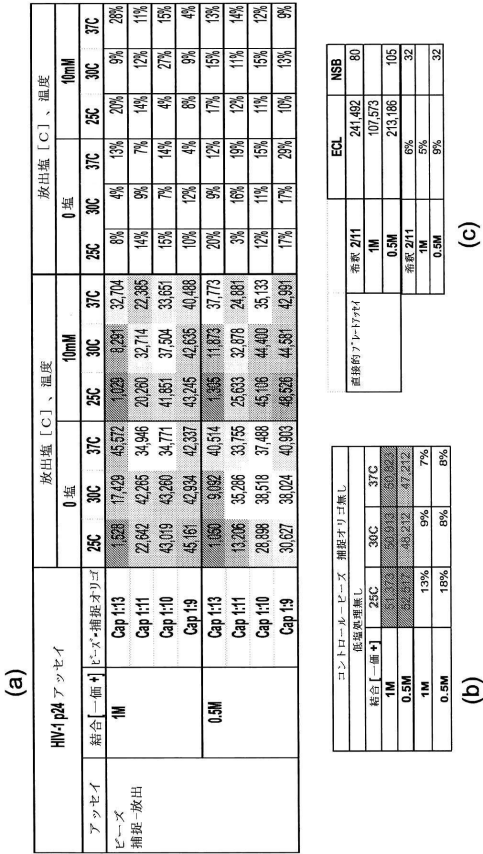 (a)
HIV-1 p24 アッセイ 放出塩［C］、温度 放出塩［C］、温度
0 塩 10mM 0 塩 10mM
アッセイ 結合[一価 +] ビーズ*捕捉オリゴ 25C 30C 37C 25C 30C 37C 25C 30C 37C 25C 30C 37C
ビーズ 1M Cap 1:13 1,528 17,429 45,572 1,029 8,291 32,704 8% 4% 13% 20% 9% 28%
捕捉-放出 Cap 1:11 22,642 42,265 34,946 20,260 32,714 22,385 14% 9% 7% 14% 12% 11%
Cap 1:10 43,019 43,260 34,771 41,851 37,504 33,651 15% 7% 14% 4% 27% 15%
Cap 1:9 45,161 42,934 42,337 43,245 42,635 40,488 10% 12% 4% 8% 9% 4%
0.5M Cap 1:13 1,050 9,092 40,514 1,305 11,873 37,773 20% 9% 12% 17% 15% 13%
Cap 1:11 13,206 35,286 33,755 25,633 32,878 24,881 3% 16% 19% 12% 11% 14%
Cap 1:10 28,898 38,518 37,488 45,106 44,400 35,133 12% 11% 15% 11% 15% 12%
Cap 1:9 30,627 38,024 40,903 48,526 44,581 42,991 17% 17% 29% 10% 13% 9%
コントロールービーズ 捕捉オリゴ無し
低塩処理無し
結合[一価 +] 25C 30C 37C
1M 51,373 50,913 50,823
0.5M 52,517 48,212 47,212
1M 13% 9% 7%
0.5M 18% 8% 8%
(b)
ECL NSB
直接的プレートアッセイ 希釈 2/11 241,492 80
1M 107,573
0.5M 213,186 105
希釈 2/11 6% 32
1M 5%
0.5M 9% 32
(c)